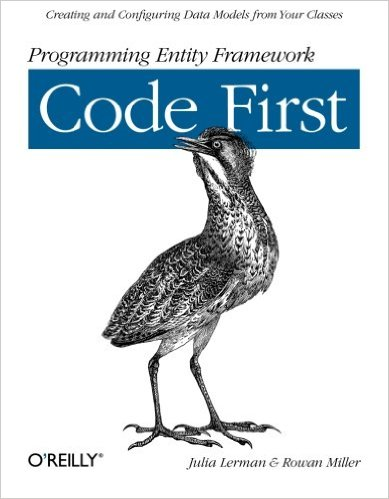 Creating and Configuring Data Models from Your Classes
Programming Entity Framework
Code First
O'REILLY®
Julia Lerman & Rowan Miller